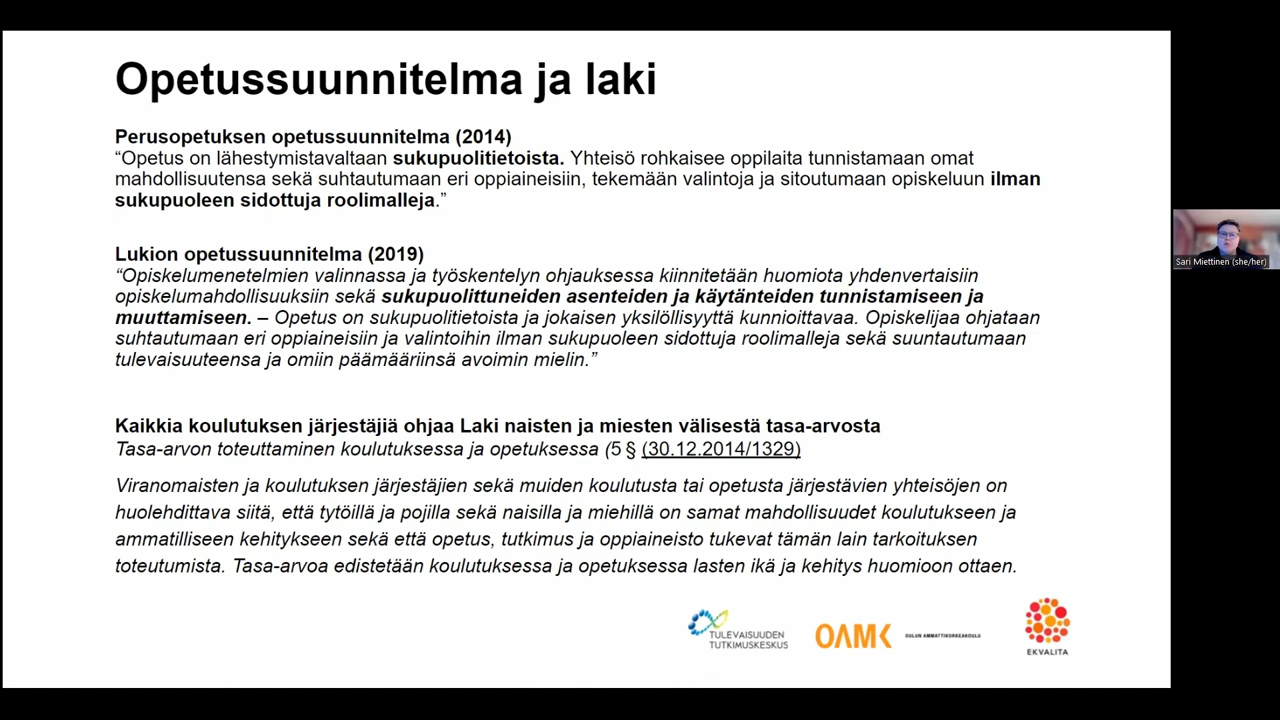 Opetussuunnitelma ja laki
Perusopetuksen opetussuunnitelma (2014)
“Opetus on lähestymistavaltaan sukupuolitietoista. Yhteisö rohkaisee oppilaita tunnistamaan omat
mahdollisuutensa sekä suhtautumaan eri oppiaineisiin, tekemään valintoja ja sitoutumaan opiskeluun ilman
sukupuoleen sidottuja roolimalleja.”
Lukion opetussuunnitelma (2019)
“Opiskelumenetelmien valinnassa ja työskentelyn ohjauksessa kiinnitetään huomiota yhdenvertaisiin
opiskelumahdollisuuksiin sekä sukupuolittuneiden asenteiden ja käytänteiden tunnistamiseen ja
muuttamiseen. – Opetus on sukupuolitietoista ja jokaisen yksilöllisyyttä kunnioittavaa. Opiskelijaa ohjataan
suhtautumaan eri oppiaineisiin ja valintoihin ilman sukupuoleen sidottuja roolimalleja sekä suuntautumaan
tulevaisuuteensa ja omiin päämääriinsä avoimin mielin.”
Kaikkia koulutuksen järjestäjiä ohjaa Laki naisten ja miesten välisestä tasa-arvosta
Tasa-arvon toteuttaminen koulutuksessa ja opetuksessa (5 § (30.12.2014/1329)
Viranomaisten ja koulutuksen järjestäjien sekä muiden koulutusta tai opetusta järjestävien yhteisöjen on
huolehdittava siitä, että tytöillä ja pojilla sekä naisilla ja miehillä on samat mahdollisuudet koulutukseen ja
ammatilliseen kehitykseen sekä että opetus, tutkimus ja oppiaineisto tukevat tämän lain tarkoituksen
toteutumista. Tasa-arvoa edistetään koulutuksessa ja opetuksessa lasten ikä ja kehitys huomioon ottaen.
TULEVAISUUDEN
TUTKIMUSKESKUS
OAMK
OULUN AMMATTIKORKEAKOULU
EKVALITA
Sari Miettinen (she/her)